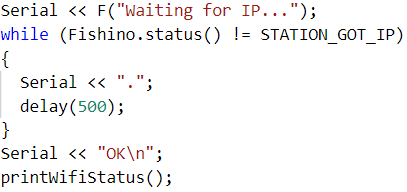 Serial << F("Waiting for IP...");
while (Fishino.status() != STATION_GOT_IP)
{
  Serial << ".";
  delay(500);
}
Serial << "OK\n";
printWifiStatus();